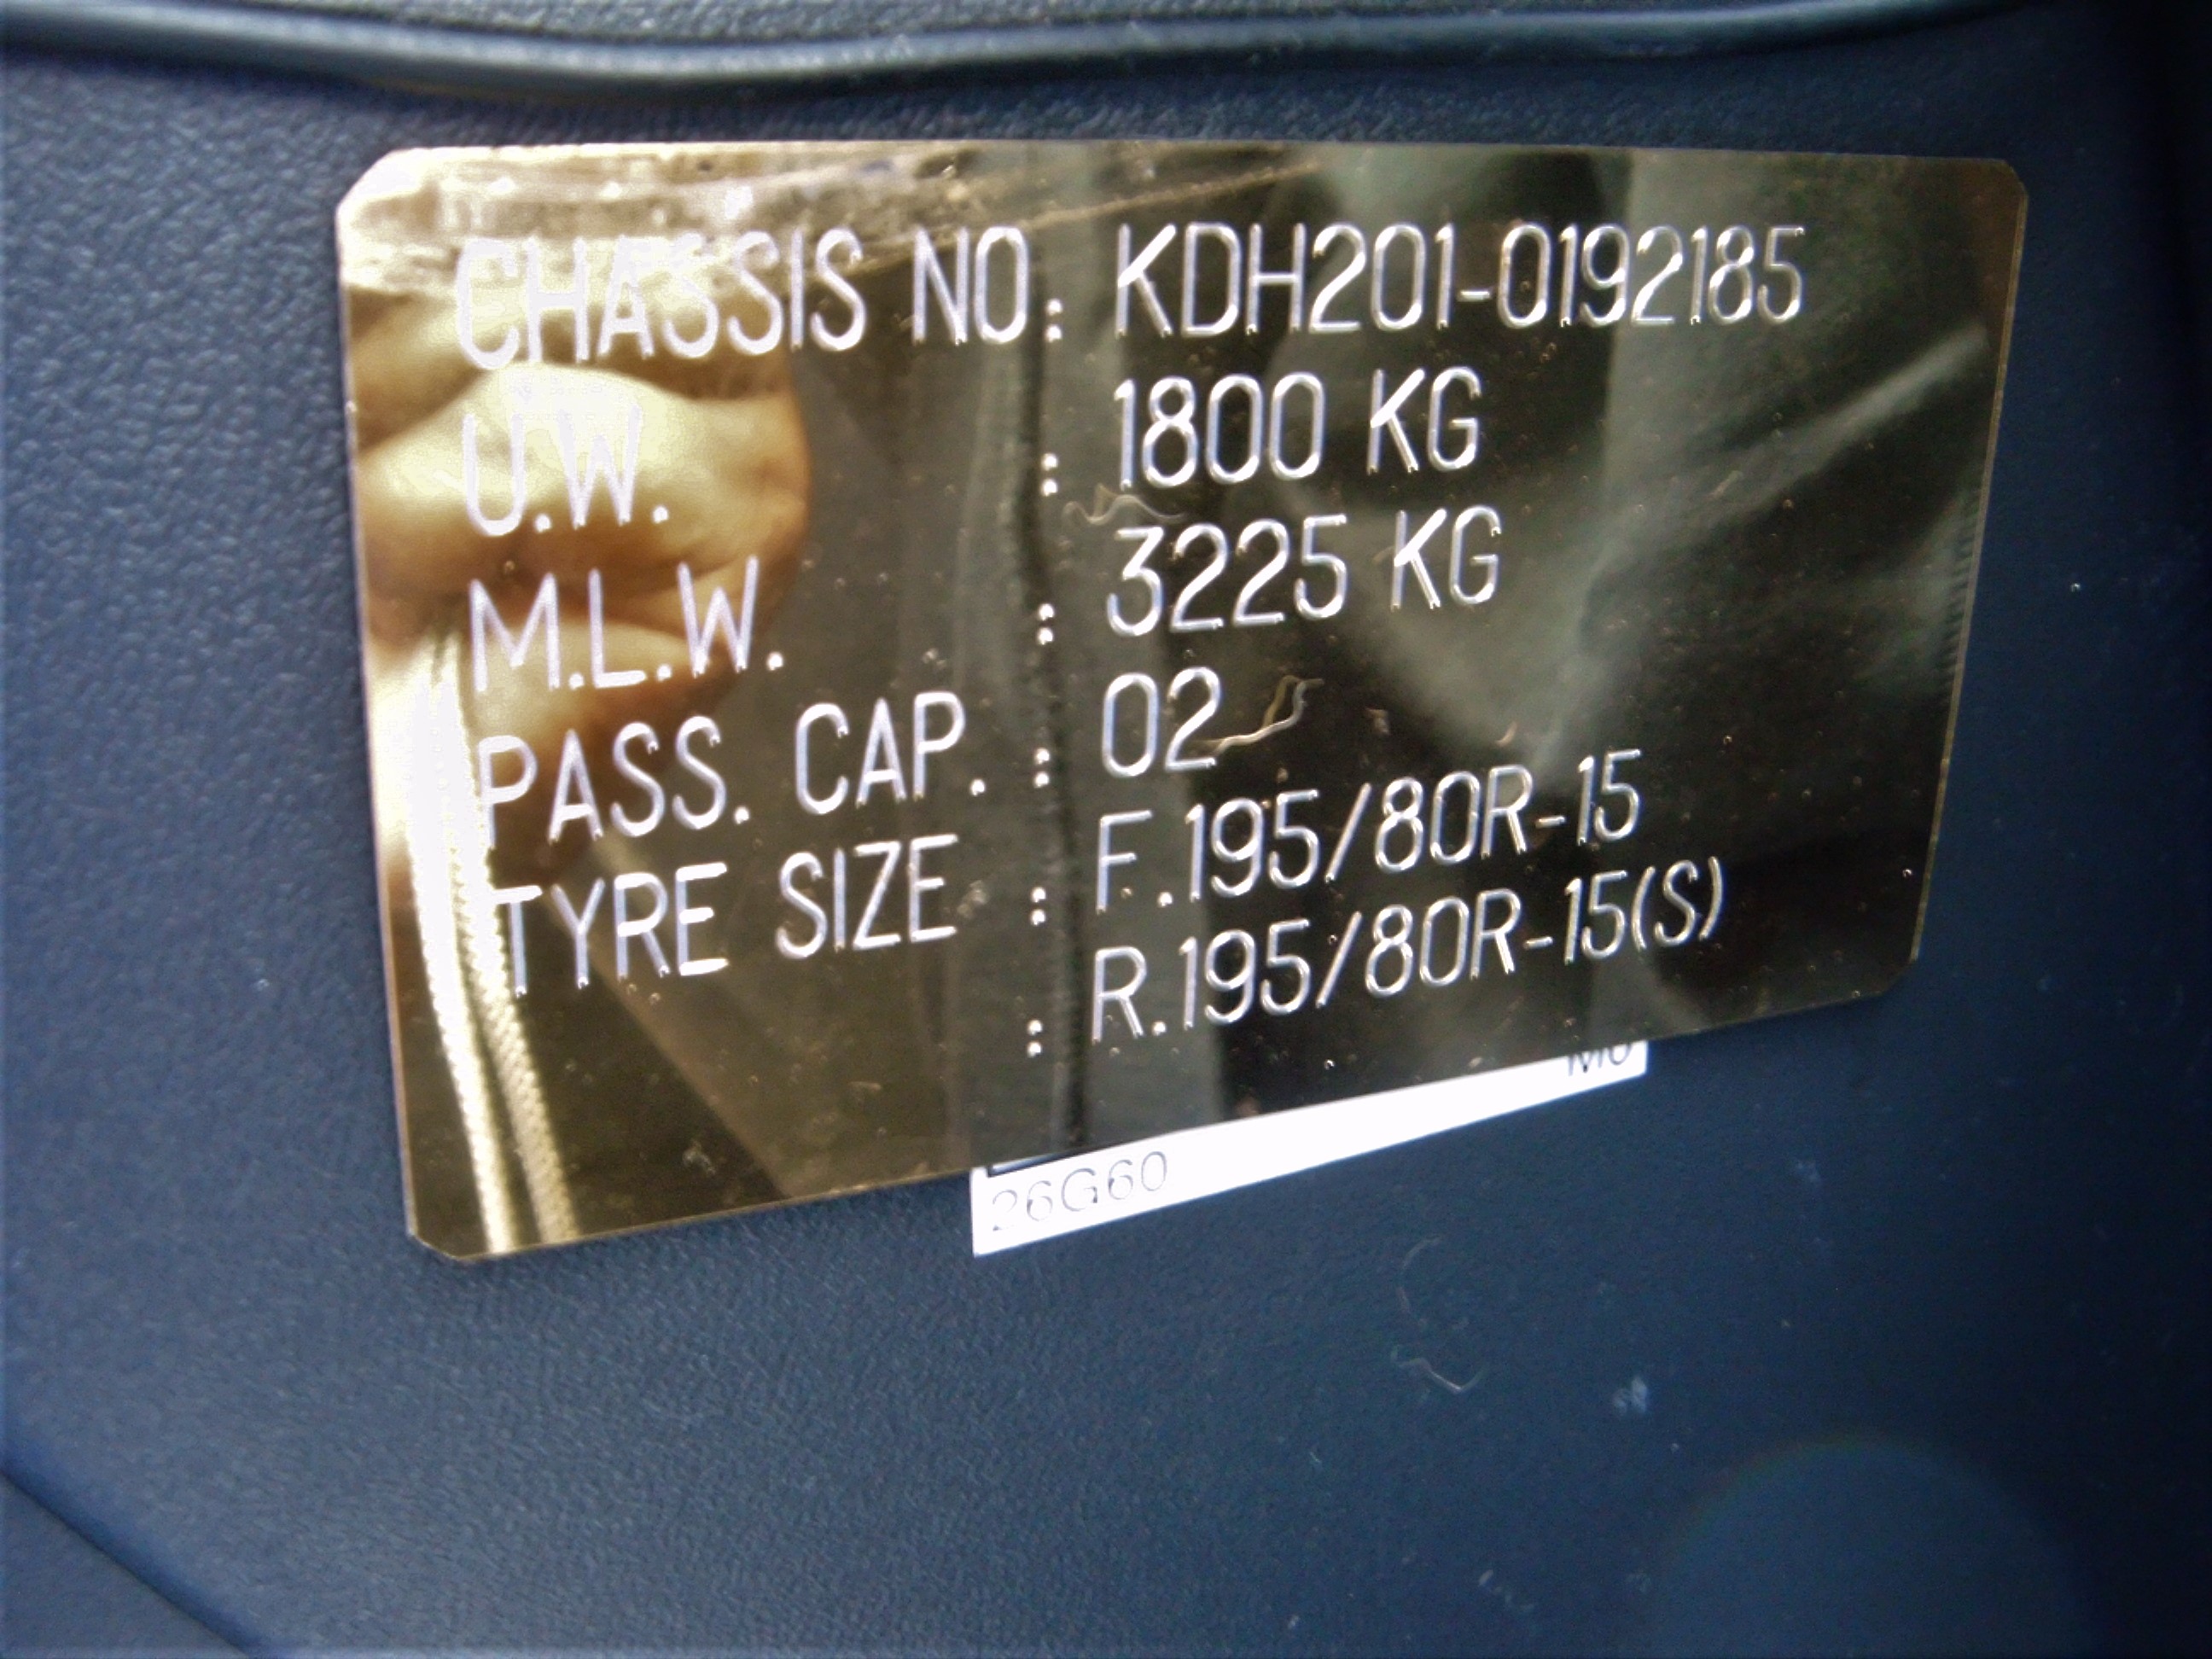 CHASSIS NO: KDH201-0192185
U.W. : 1800 KG
M.L.W. : 3225 KG
PASS. CAP. : 02
TYRE SIZE : F.195/80R-15
: R.195/80R-15(S)
26G60